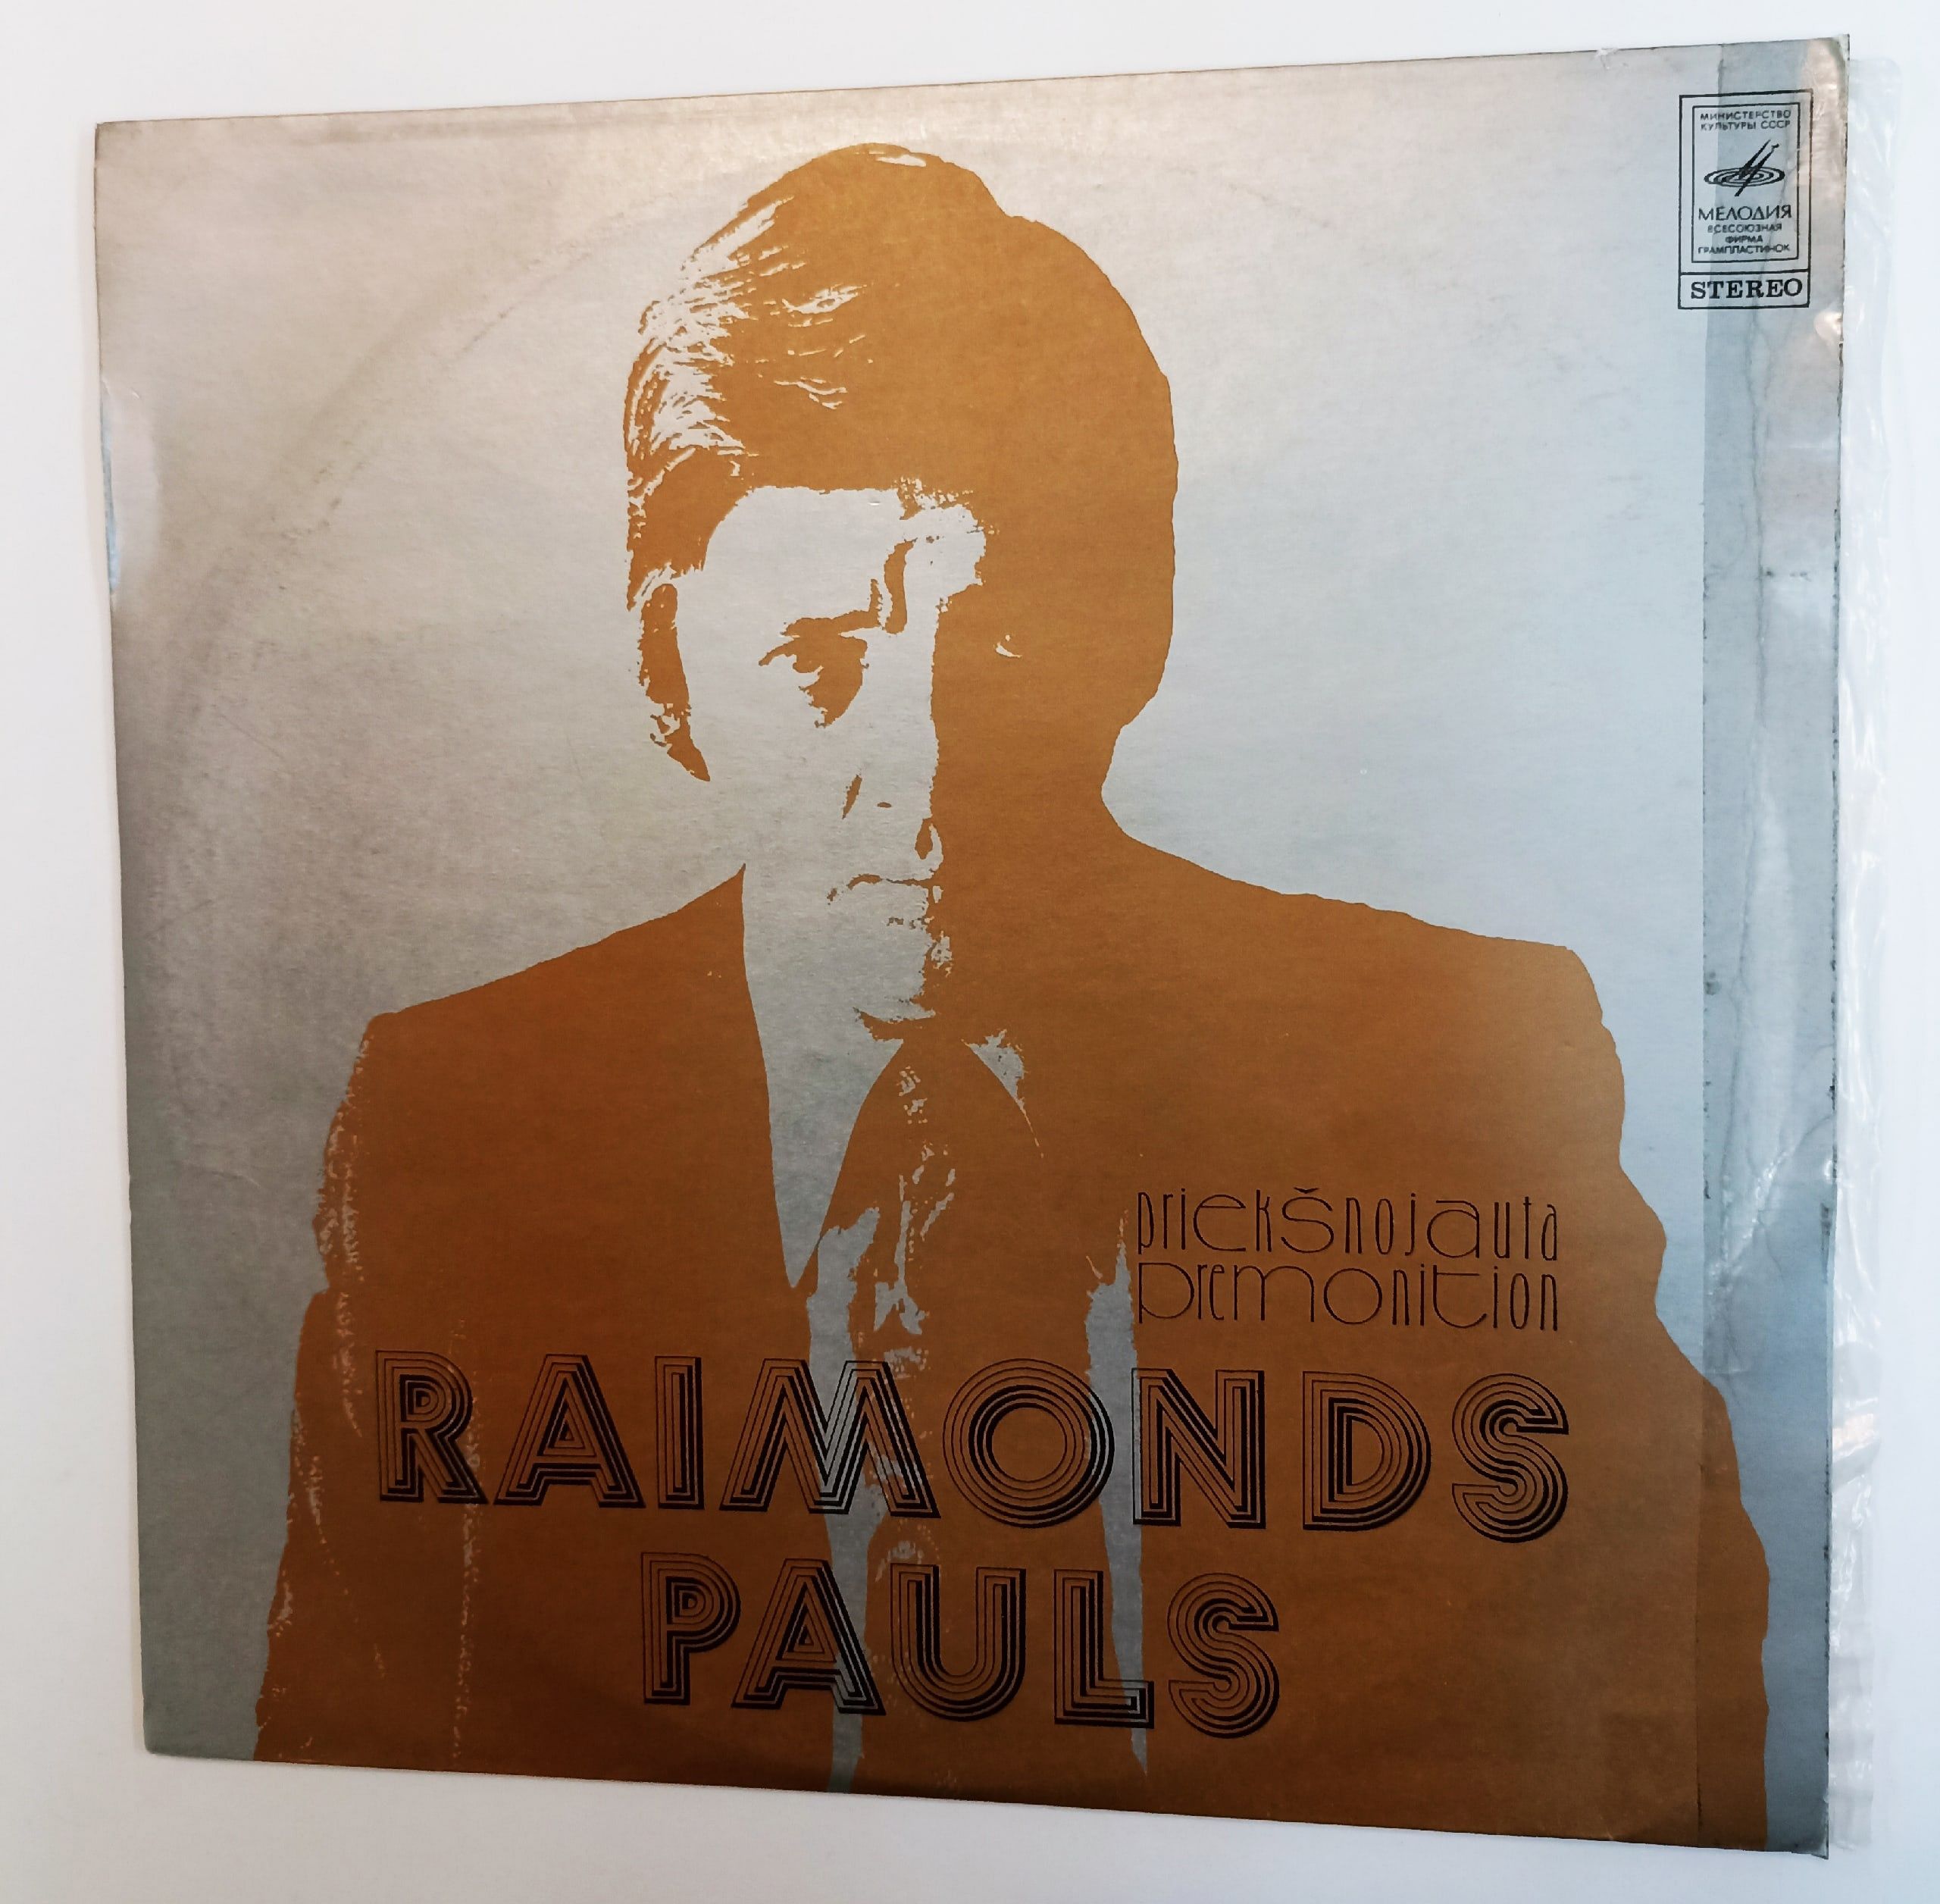 МИНИСТЕРСТВО
КУЛЬТУРЫ СССР
МЕЛОДИЯ
ВСЕСОЮЗНАЯ
ФИРМА
ГРАМПЛАСТИНОК
STEREO
priekšnojauta
premonition
RAIMONDS
PAULS